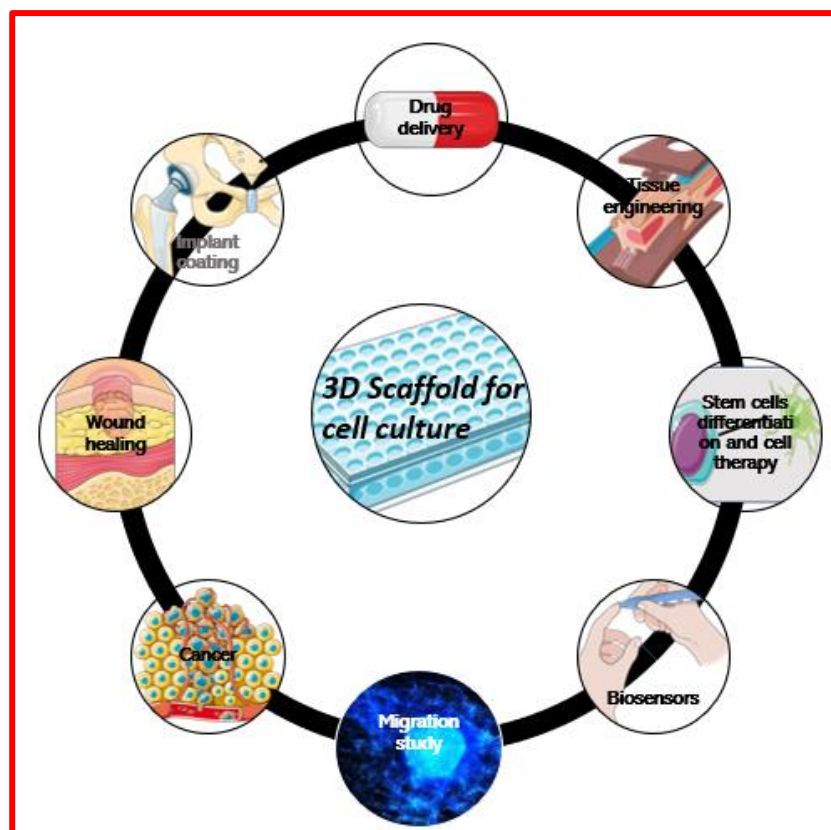 Drug
delivery
Tissue
engineering
Implant
coating
3D Scaffold for
cell culture
Stem cells
differentiati
on and cell
therapy
Wound
healing
Cancer
Biosensors
Migration
study